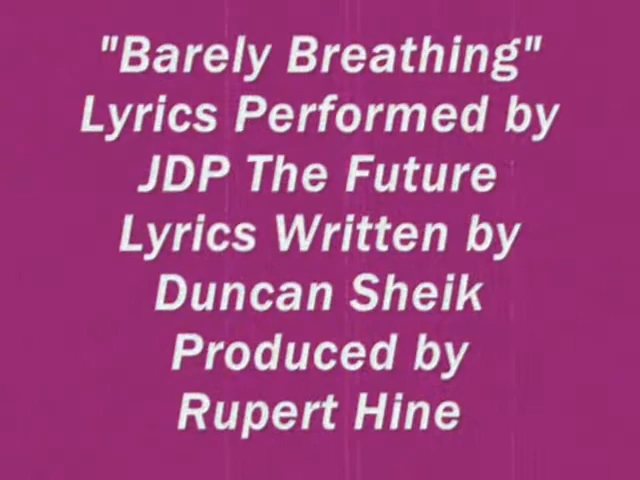 "Barely Breathing"
Lyrics Performed by
JDP The Future
Lyrics Written by
Duncan Sheik
Produced by
Rupert Hine